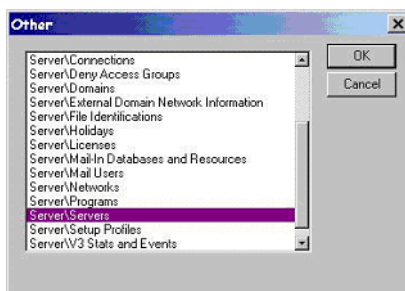 Other
Server\Connections
Server\Deny Access Groups
Server\Domains
Server\External Domain Network Information
Server\File Identifications
Server\Holidays
Server\Licenses
Server\Mail-In Databases and Resources
Server\Mail Users
Server\Networks
Server\Programs
Server\Servers
Server\Setup Profiles
Server\V3 Stats and Events
OK
Cancel